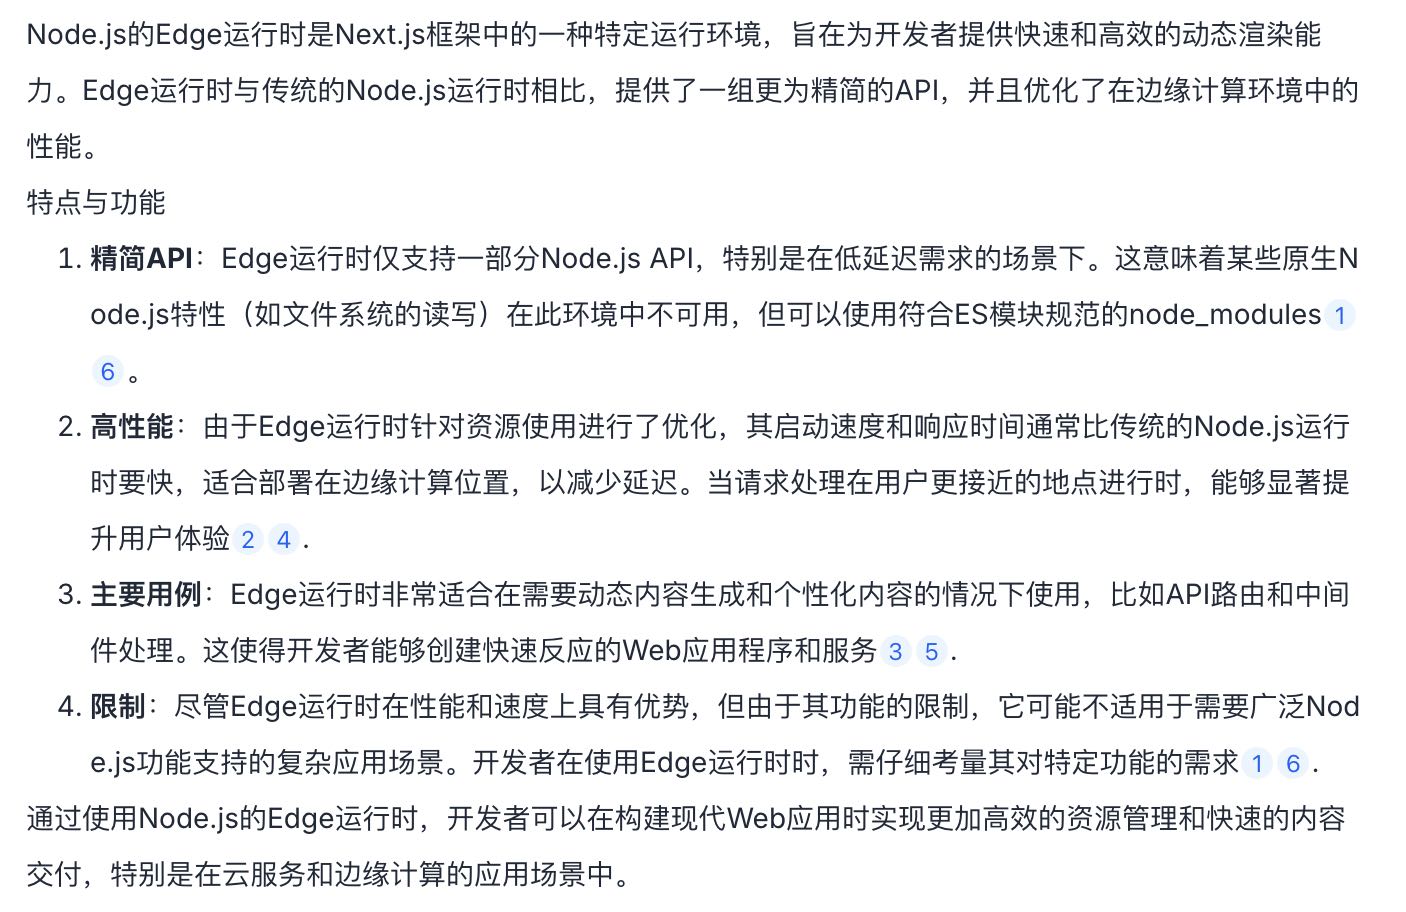 Node.js的Edge运行时是Next.js框架中的一种特定运行环境，旨在为开发者提供快速和高效的动态渲染能
力。Edge运行时与传统的Node.js运行时相比，提供了一组更为精简的API，并且优化了在边缘计算环境中的
性能。
特点与功能
1. 精简API：Edge运行时仅支持一部分Node.js API，特别是在低延迟需求的场景下。这意味着某些原生N
ode.js特性（如文件系统的读写）在此环境中不可用，但可以使用符合ES模块规范的node_modules 1
6 。
2. 高性能：由于Edge运行时针对资源使用进行了优化，其启动速度和响应时间通常比传统的Node.js运行
时要快，适合部署在边缘计算位置，以减少延迟。当请求处理在用户更接近的地点进行时，能够显著提
升用户体验 2 4 .
3. 主要用例：Edge运行时非常适合在需要动态内容生成和个性化内容的情况下使用，比如API路由和中间
件处理。这使得开发者能够创建快速反应的Web应用程序和服务 3 5 .
4. 限制：尽管Edge运行时在性能和速度上具有优势，但由于其功能的限制，它可能不适用于需要广泛Nod
e.js功能支持的复杂应用场景。开发者在使用Edge运行时时，需仔细考量其对特定功能的需求 1 6 .
通过使用Node.js的Edge运行时，开发者可以在构建现代Web应用时实现更加高效的资源管理和快速的内容
交付，特别是在云服务和边缘计算的应用场景中。